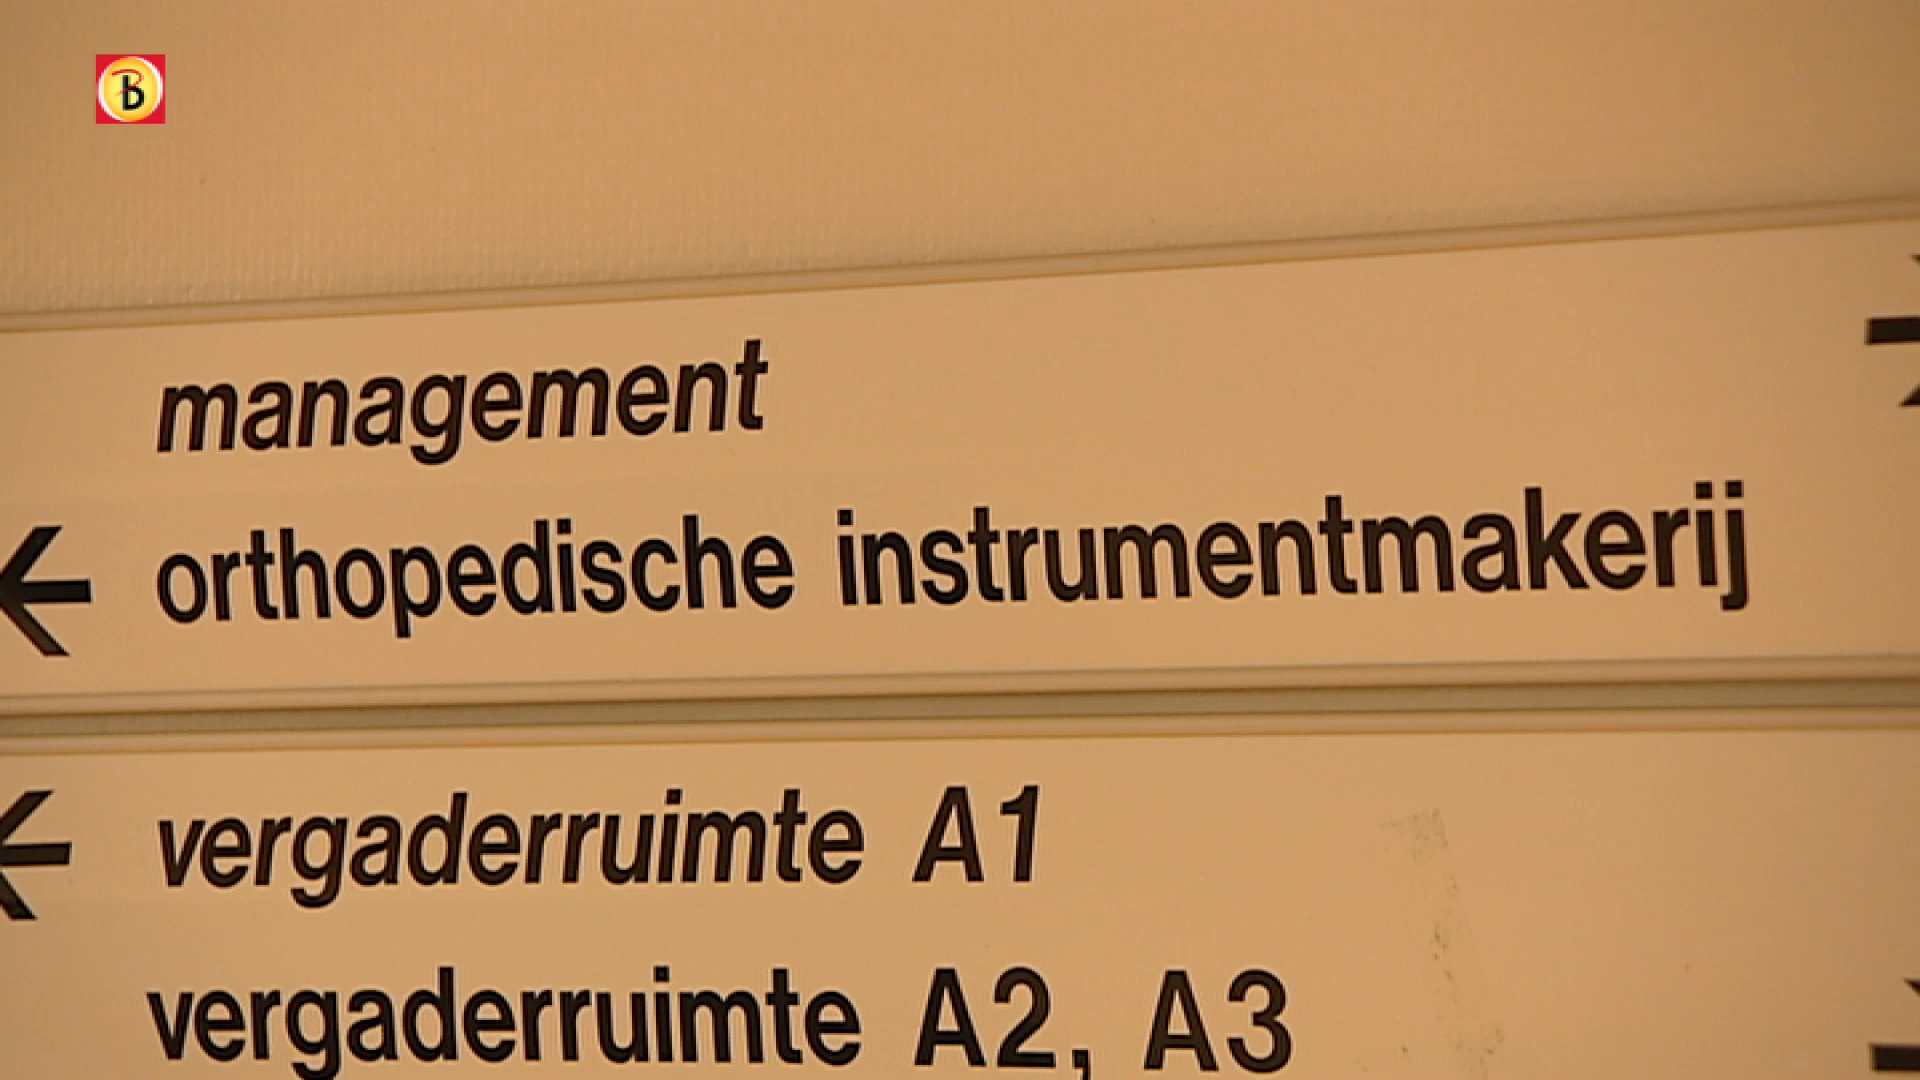 B
management
orthopedische instrumentmakerij
vergaderruimte A1
vergaderruimte A2, A3